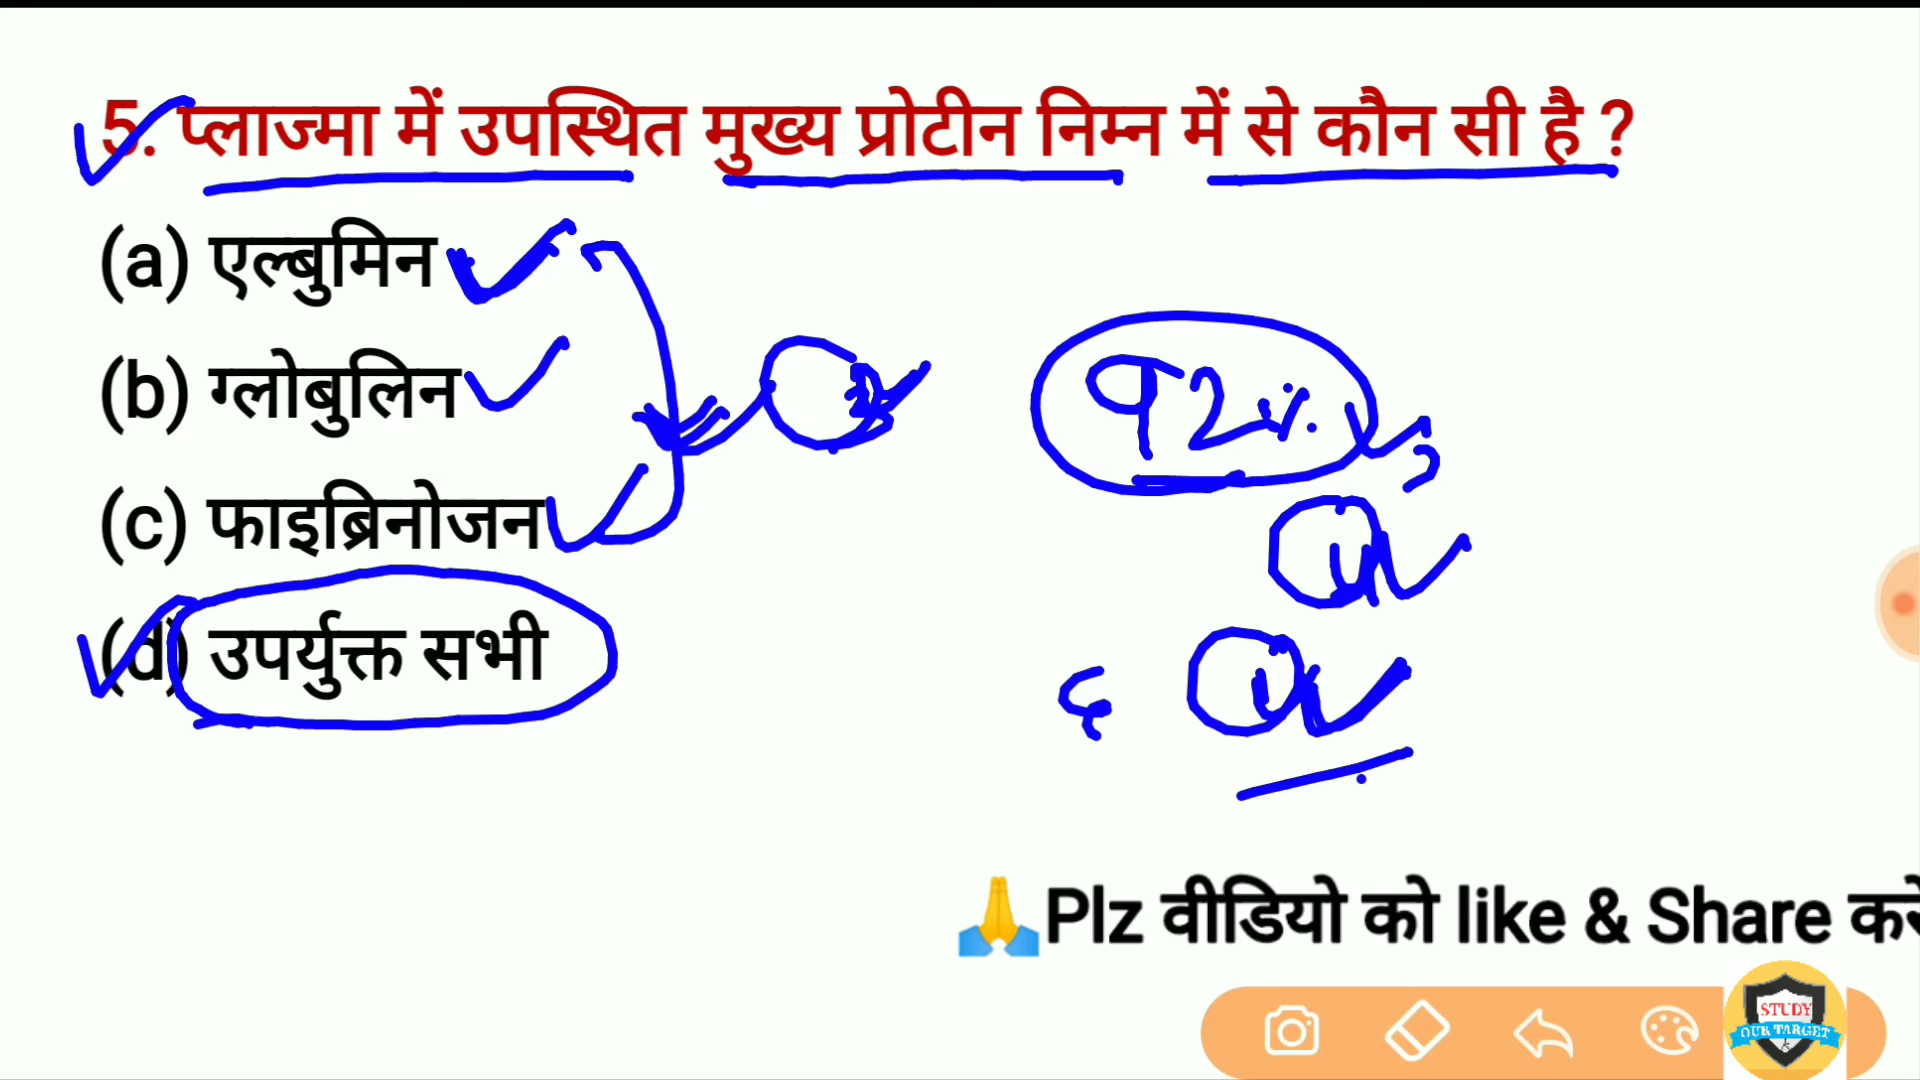 5. प्लाज्मा में उपस्थित मुख्य प्रोटीन निम्न में से कौन सी है ?
(a) एल्बुमिन
(b) ग्लोबुलिन
(c) फाइब्रिनोजन
(d) उपर्युक्त सभी
92%
🙏Plz वीडियो को like & Share करे
STUDY
OUR TARGET